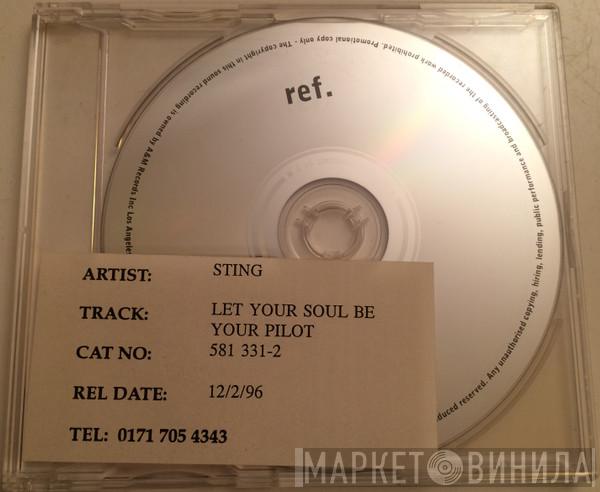 ref.
broadcasting of the recorded work prohibited. Promotional copy only - The copyright in this sound recording is owned by A&M Records Inc Los Angeles
duced reserved. Any unauthorised copying, hiring, lending, public performance and
ARTIST: STING
TRACK: LET YOUR SOUL BE
YOUR PILOT
CAT NO: 581 331-2
REL DATE: 12/2/96
TEL: 0171 705 4343
МАРКЕТ ВИНИЛА